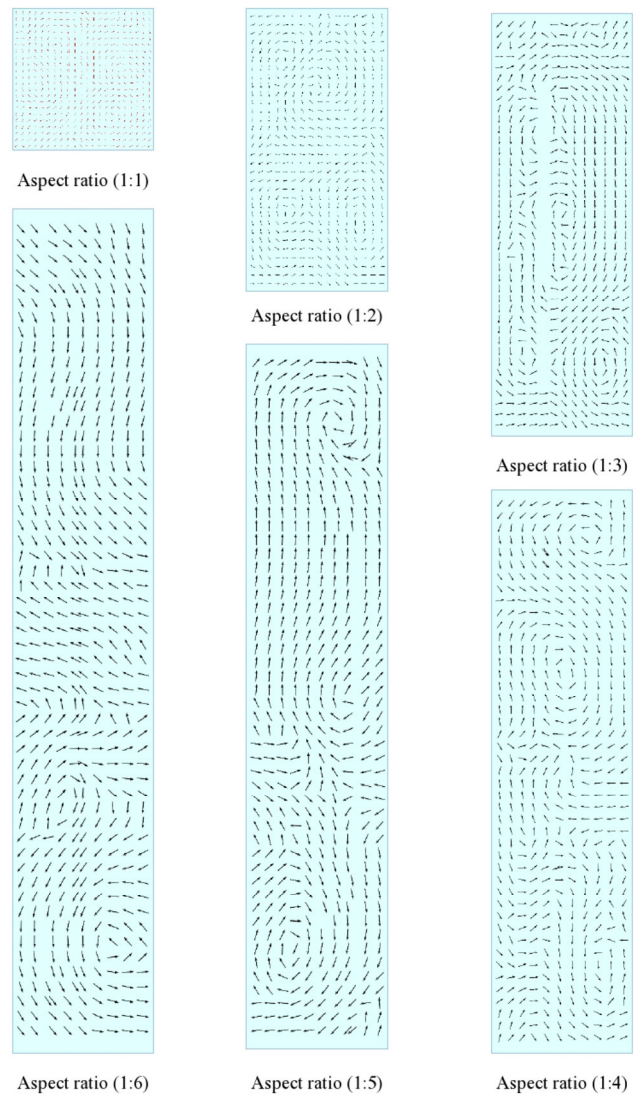 Aspect ratio (1:1)
Aspect ratio (1:2)
Aspect ratio (1:3)
Aspect ratio (1:6)
Aspect ratio (1:5)
Aspect ratio (1:4)